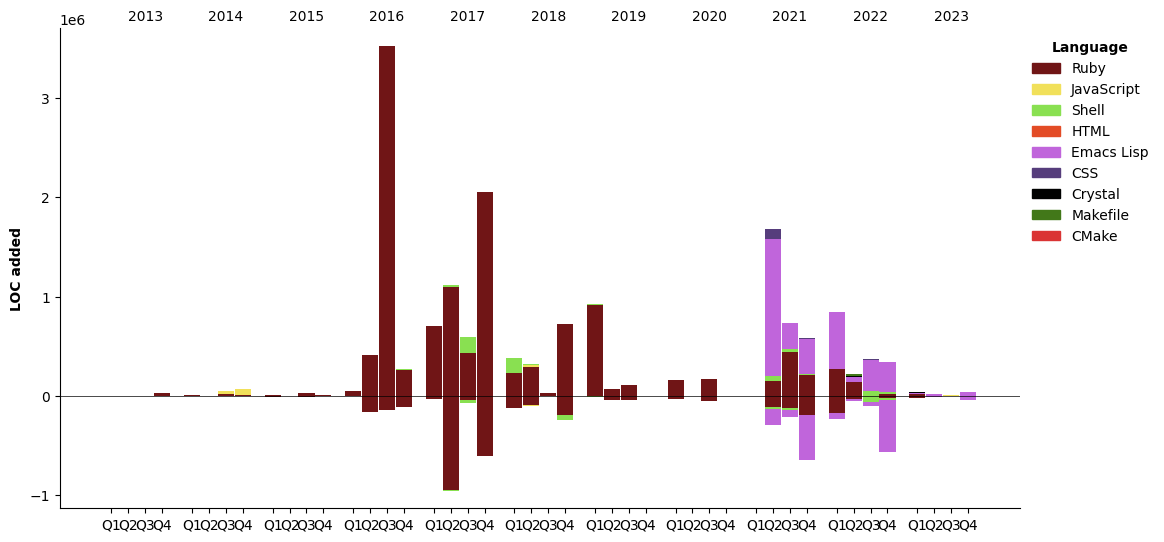 2013 2014 2015 2016 2017 2018 2019 2020 2021 2022 2023
1e6
Language
Ruby
JavaScript
Shell
HTML
Emacs Lisp
CSS
Crystal
Makefile
CMake
3
2
1
0
−1
LOC added
Q1Q2Q3Q4 Q1Q2Q3Q4 Q1Q2Q3Q4 Q1Q2Q3Q4 Q1Q2Q3Q4 Q1Q2Q3Q4 Q1Q2Q3Q4 Q1Q2Q3Q4 Q1Q2Q3Q4 Q1Q2Q3Q4 Q1Q2Q3Q4